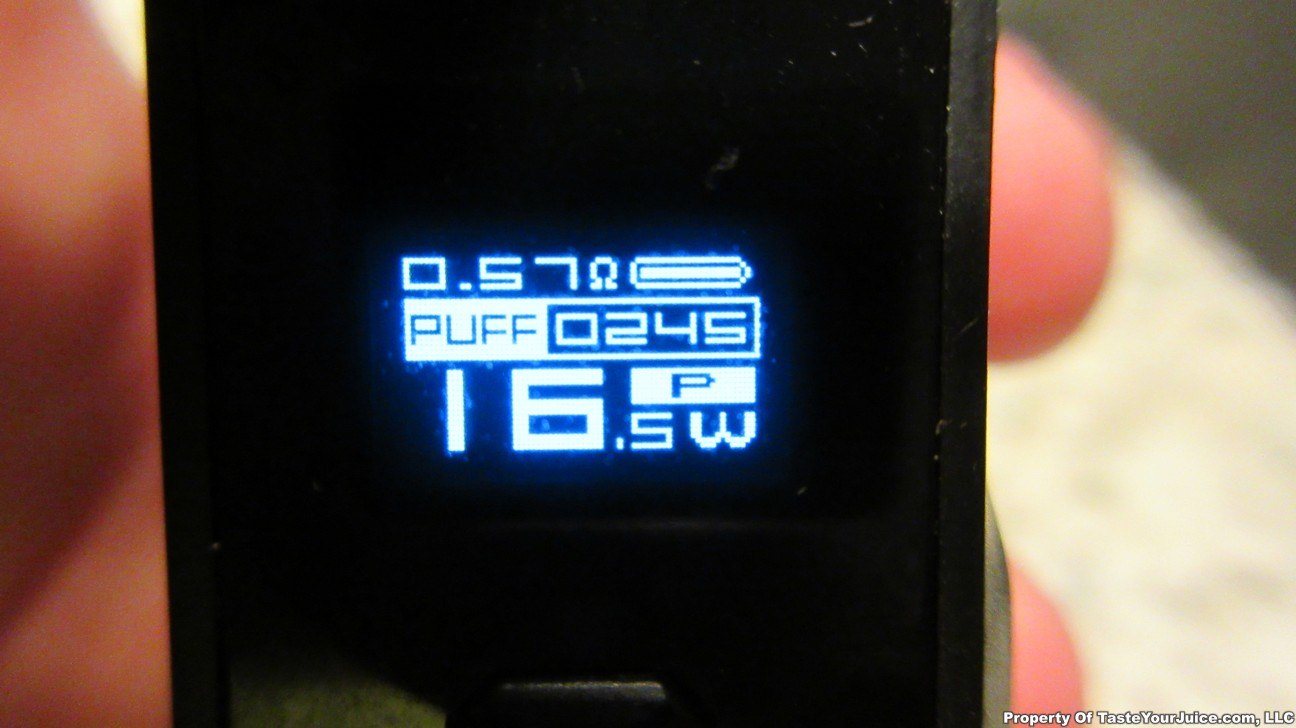 0.57Ω
PUFF 0245
P
16.5W
Property Of TasteYourJuice.com, LLC